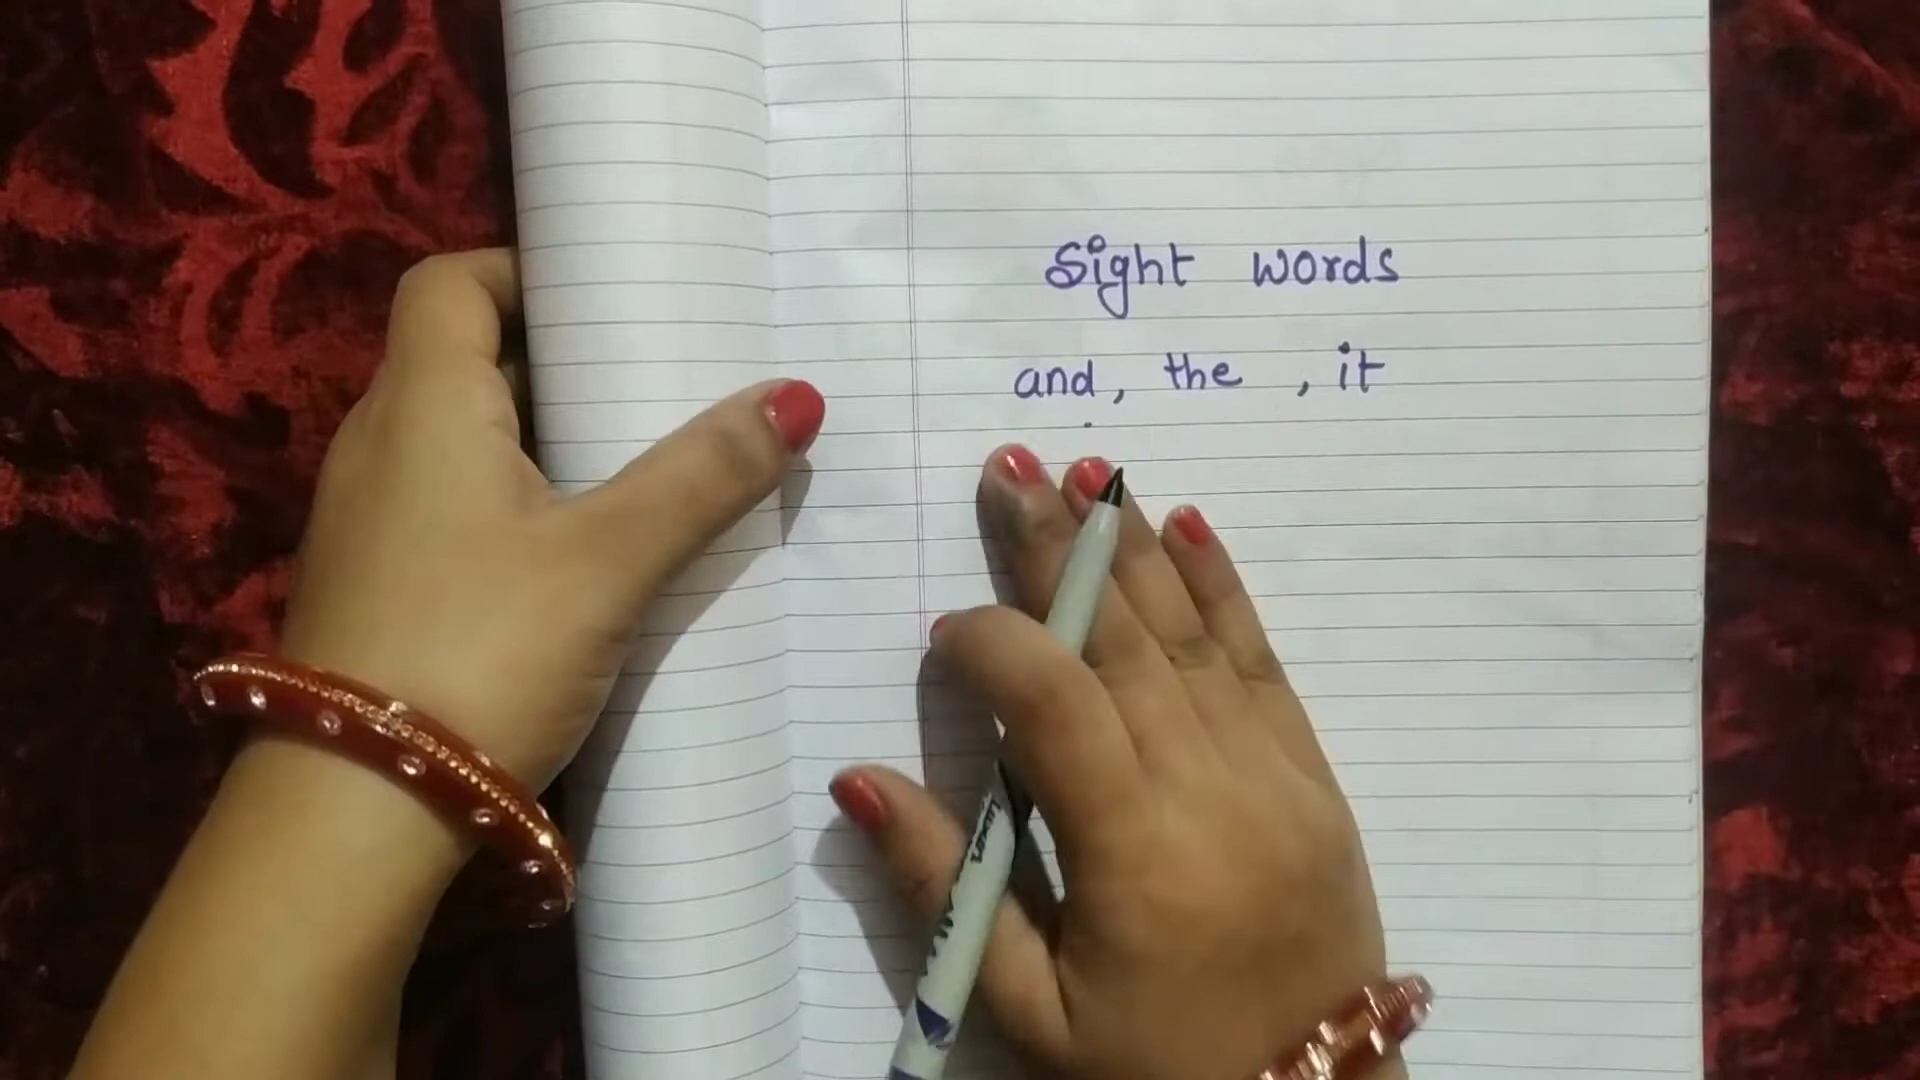 Sight words
and, the , it